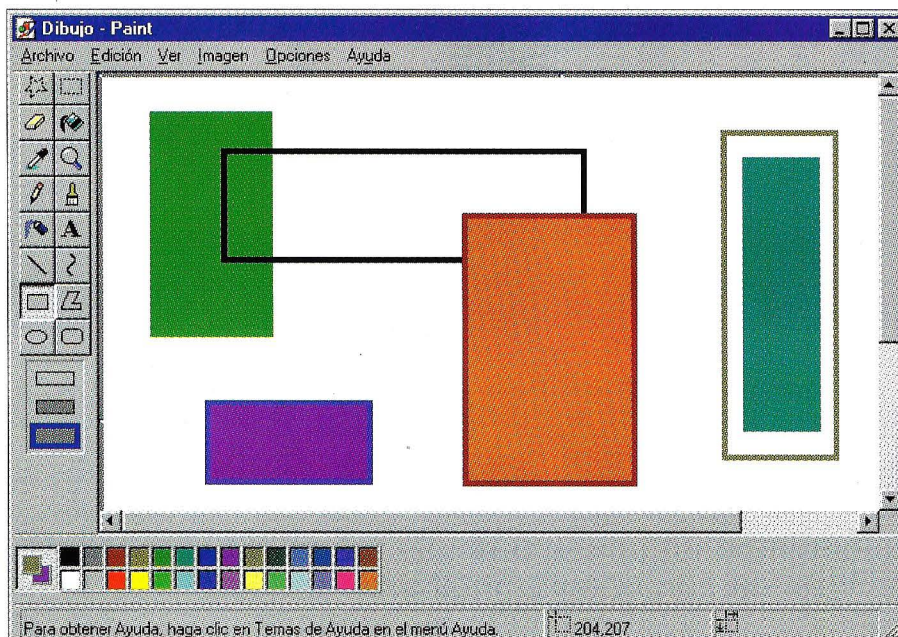 Dibujo - Paint
Archivo Edición Ver Imagen Opciones Ayuda
A
Para obtener Ayuda, haga clic en Temas de Ayuda en el menú Ayuda.
204,207